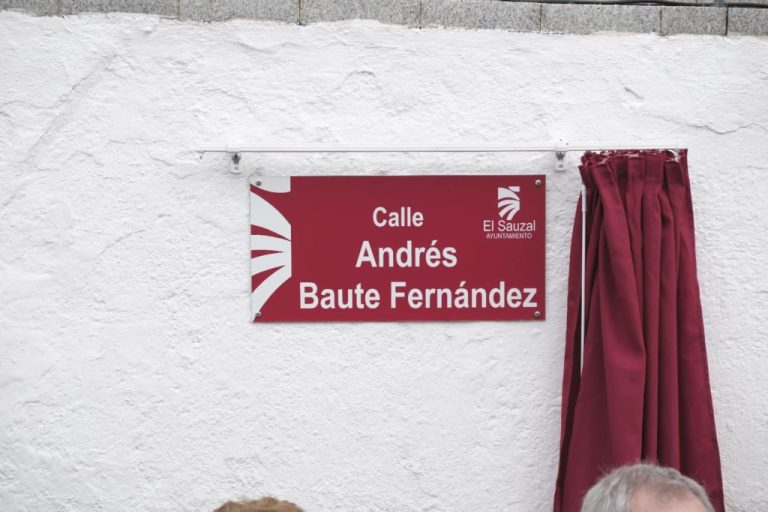 Calle
Andrés
Baute Fernández
El Sauzal
AYUNTAMIENTO